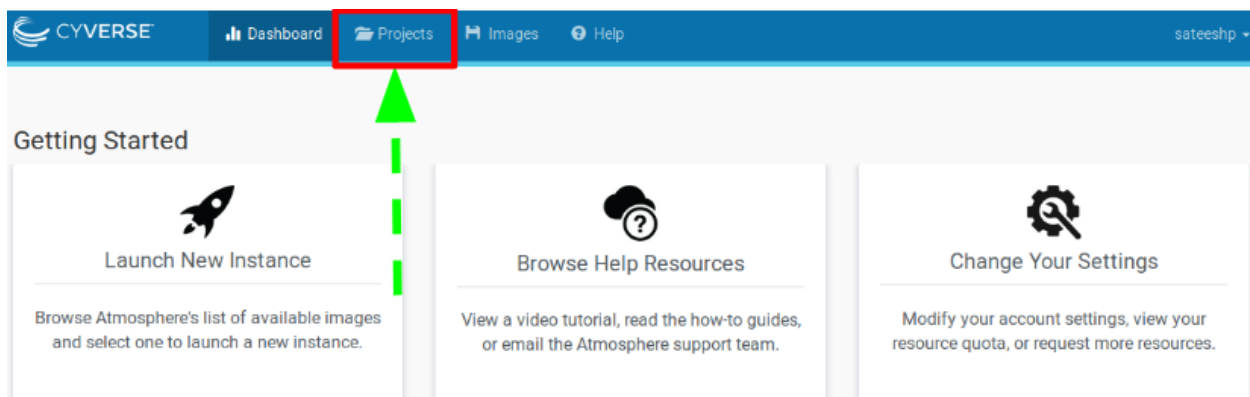 CYVERSE Dashboard Projects Images Help sateeshp
Getting Started
Launch New Instance
Browse Atmosphere's list of available images
and select one to launch a new instance.
Browse Help Resources
View a video tutorial, read the how-to guides,
or email the Atmosphere support team.
Change Your Settings
Modify your account settings, view your
resource quota, or request more resources.